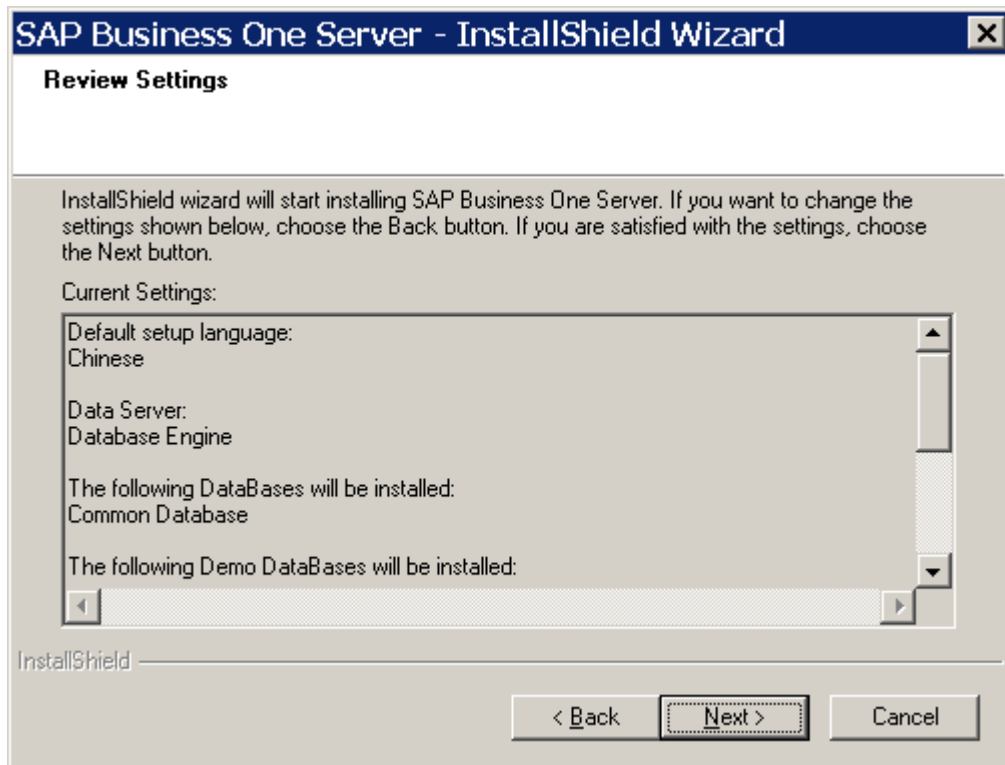 SAP Business One Server - InstallShield Wizard
Review Settings
InstallShield wizard will start installing SAP Business One Server. If you want to change the
settings shown below, choose the Back button. If you are satisfied with the settings, choose
the Next button.
Current Settings:
Default setup language:
Chinese
Data Server:
Database Engine
The following DataBases will be installed:
Common Database
The following Demo DataBases will be installed:
InstallShield
< Back
Next >
Cancel